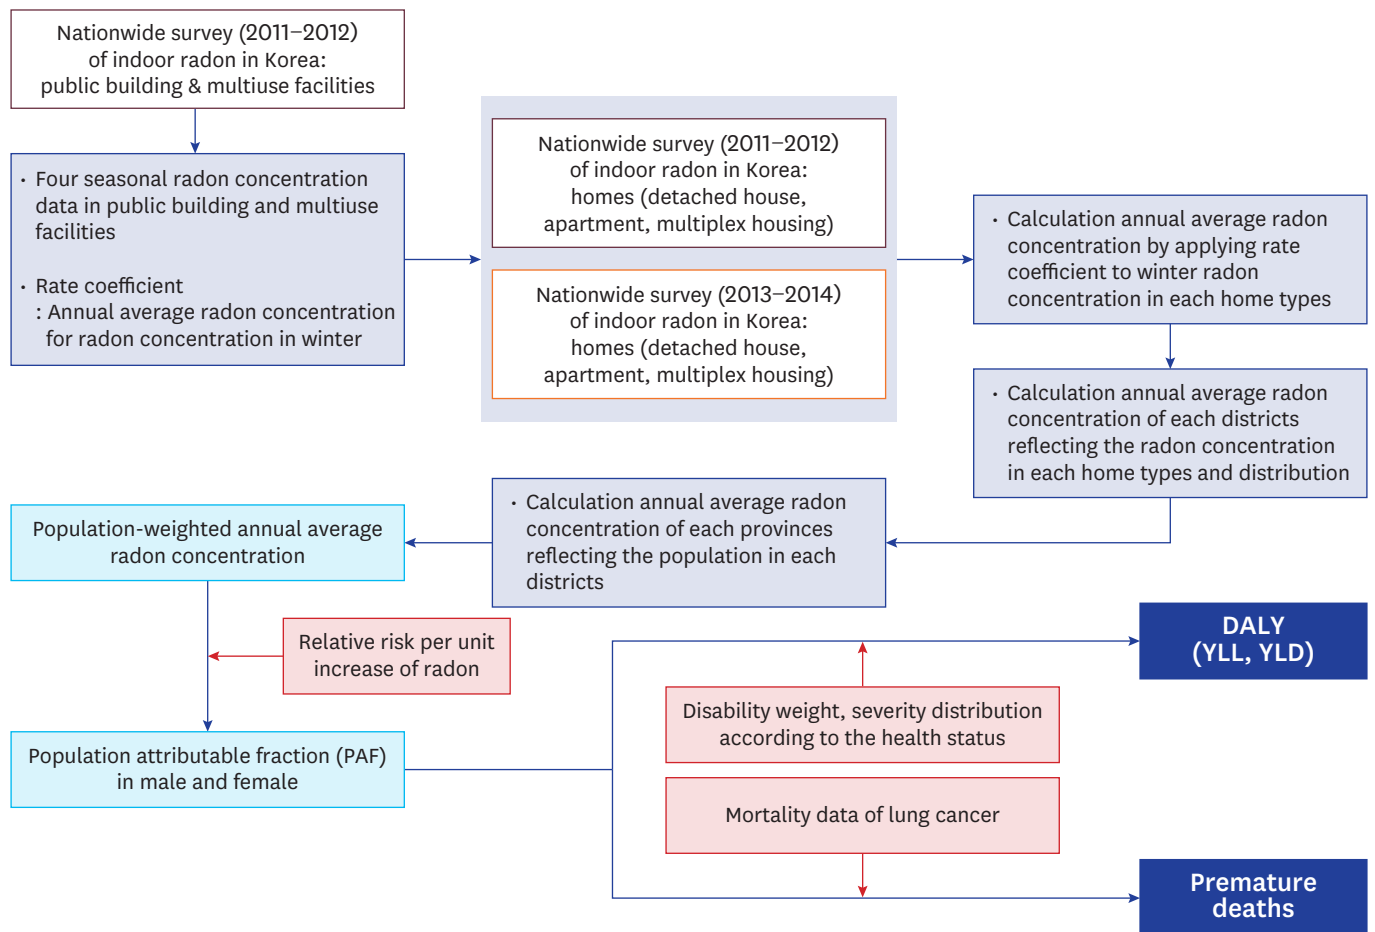 Nationwide survey (2011–2012)
of indoor radon in Korea:
public building & multiuse facilities
· Four seasonal radon concentration
data in public building and multiuse
facilities
· Rate coefficient
: Annual average radon concentration
for radon concentration in winter
Nationwide survey (2011–2012)
of indoor radon in Korea:
homes (detached house,
apartment, multiplex housing)
Nationwide survey (2013–2014)
of indoor radon in Korea:
homes (detached house,
apartment, multiplex housing)
· Calculation annual average radon
concentration by applying rate
coefficient to winter radon
concentration in each home types
· Calculation annual average radon
concentration of each districts
reflecting the radon concentration
in each home types and distribution
· Calculation annual average radon
concentration of each provinces
reflecting the population in each
districts
Population-weighted annual average
radon concentration
Relative risk per unit
increase of radon
Population attributable fraction (PAF)
in male and female
Disability weight, severity distribution
according to the health status
Mortality data of lung cancer
DALY
(YLL, YLD)
Premature
deaths